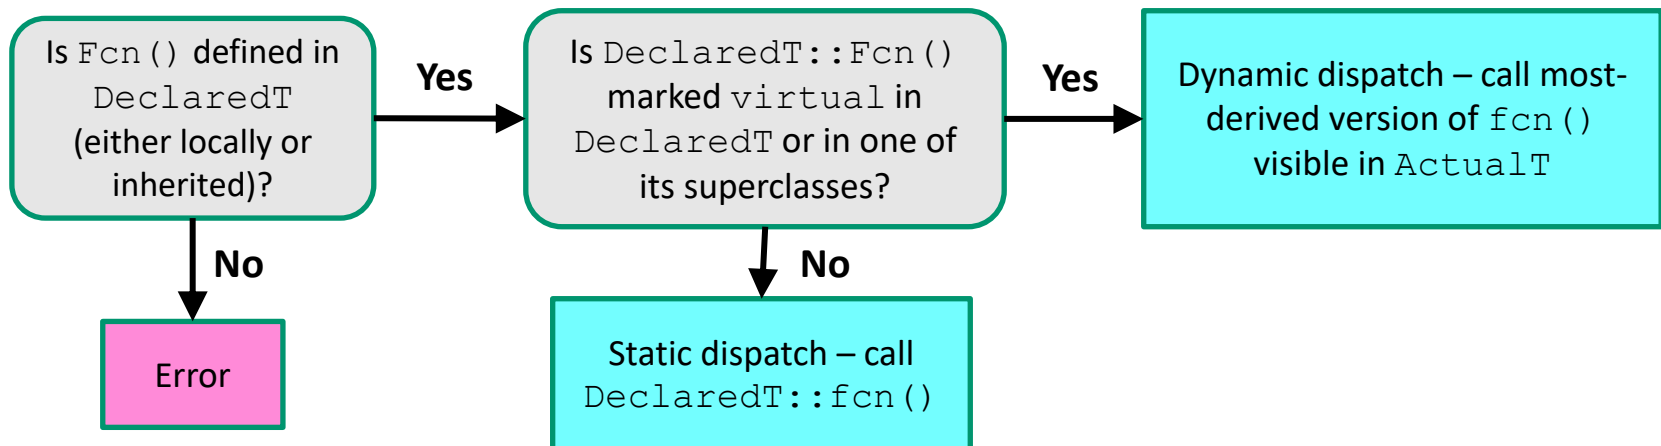 Is Fcn() defined in
DeclaredT
(either locally or
inherited)?
Yes
Is DeclaredT::Fcn()
marked virtual in
DeclaredT or in one of
its superclasses?
Yes
Dynamic dispatch – call most-
derived version of fcn()
visible in ActualT
No
Error
No
Static dispatch – call
DeclaredT::fcn()